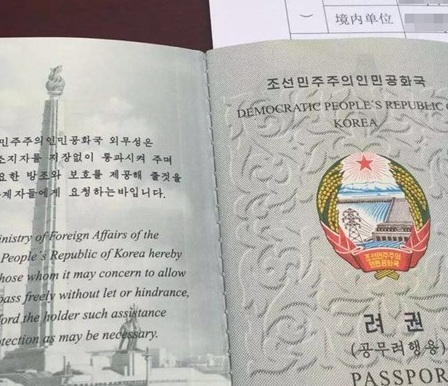 境内单位
민주주의인민공화국 외무성은
소지자를 지장없이 통과시켜 주며
요한 방조와 보호를 제공해 줄것을
계자들에게 요청하는바입니다.
Ministry of Foreign Affairs of the
People's Republic of Korea hereby
those whom it may concern to allow
pass freely without let or hindrance,
the holder such assistance
as may be necessary.
조선민주주의인민공화국
DEMOCRATIC PEOPLE'S REPUBLIC
KOREA
조선민주주의
인민공화국
려 권
(공무려행용)
PASSPOR